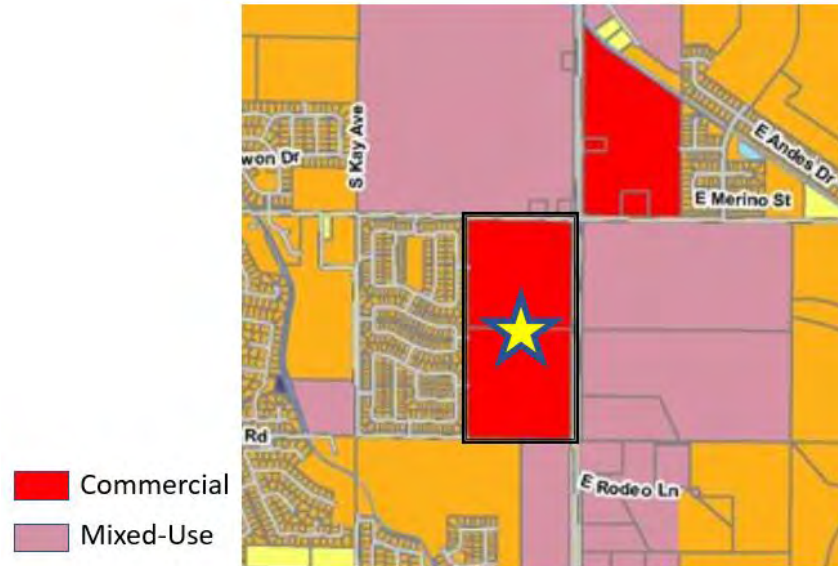 E Andes Dr
won Dr
S Kay Ave
E Merino St
Rd
E Rodeo Ln
Commercial
Mixed-Use